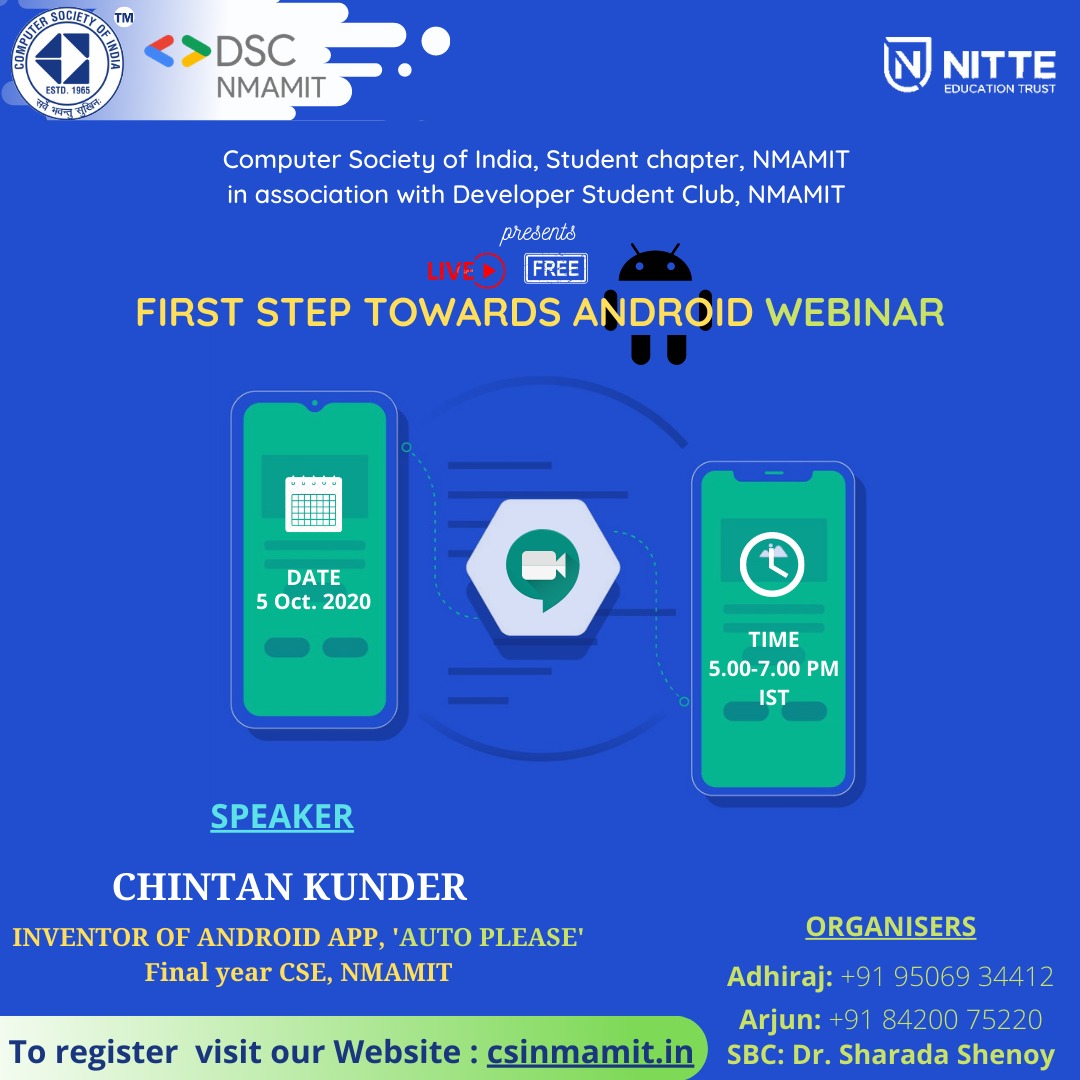 COMPUTER SOCIETY OF INDIA
ESTD. 1965
सर्वे भवन्तु सुखिनः
TM
DSC
NMAMIT
NITTE
EDUCATION TRUST
Computer Society of India, Student chapter, NMAMIT
in association with Developer Student Club, NMAMIT
presents
LIVE
FREE
FIRST STEP TOWARDS ANDROID WEBINAR
DATE
5 Oct. 2020
TIME
5.00-7.00 PM
IST
SPEAKER
CHINTAN KUNDER
INVENTOR OF ANDROID APP, 'AUTO PLEASE'
Final year CSE, NMAMIT
ORGANISERS
Adhiraj: +91 95069 34412
Arjun: +91 84200 75220
SBC: Dr. Sharada Shenoy
To register visit our Website : csinmamit.in